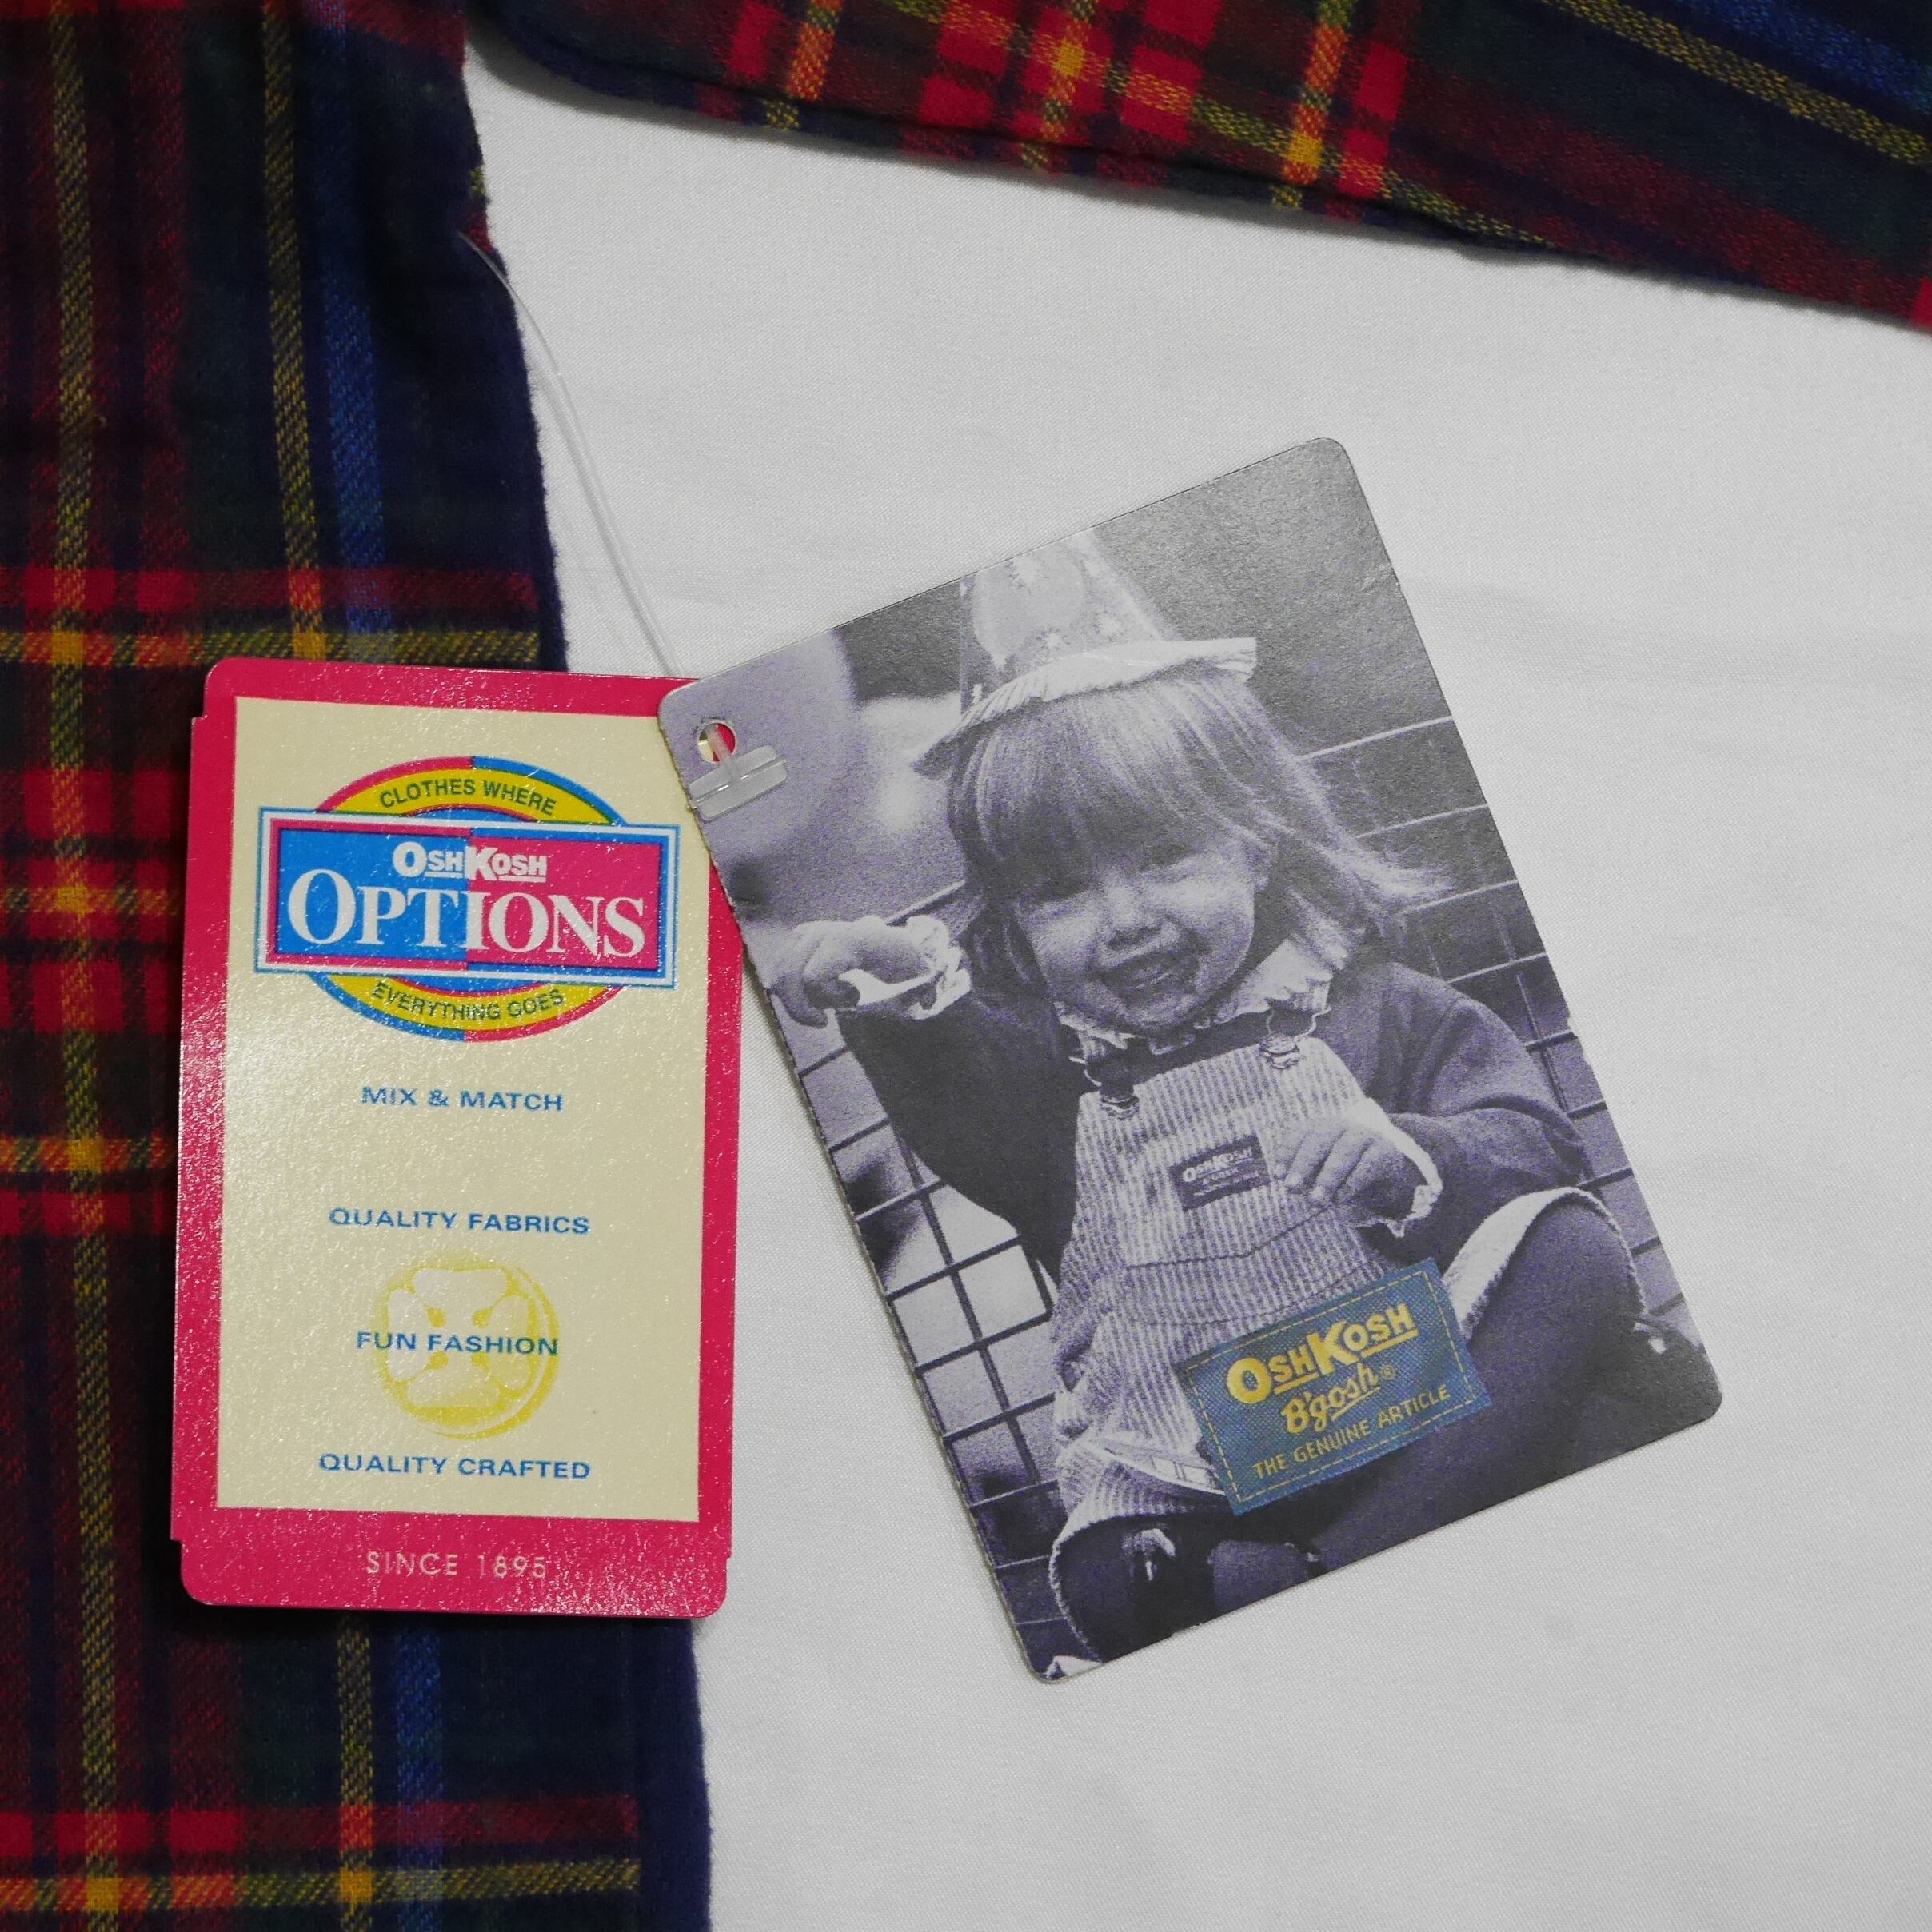 CLOTHES WHERE
OSHKOSH
OPTIONS
EVERYTHING GOES
MIX & MATCH
QUALITY FABRICS
FUN FASHION
QUALITY CRAFTED
SINCE 1895
OSHKOSH
OSHKOSH
B'gosh®
THE GENUINE ARTICLE